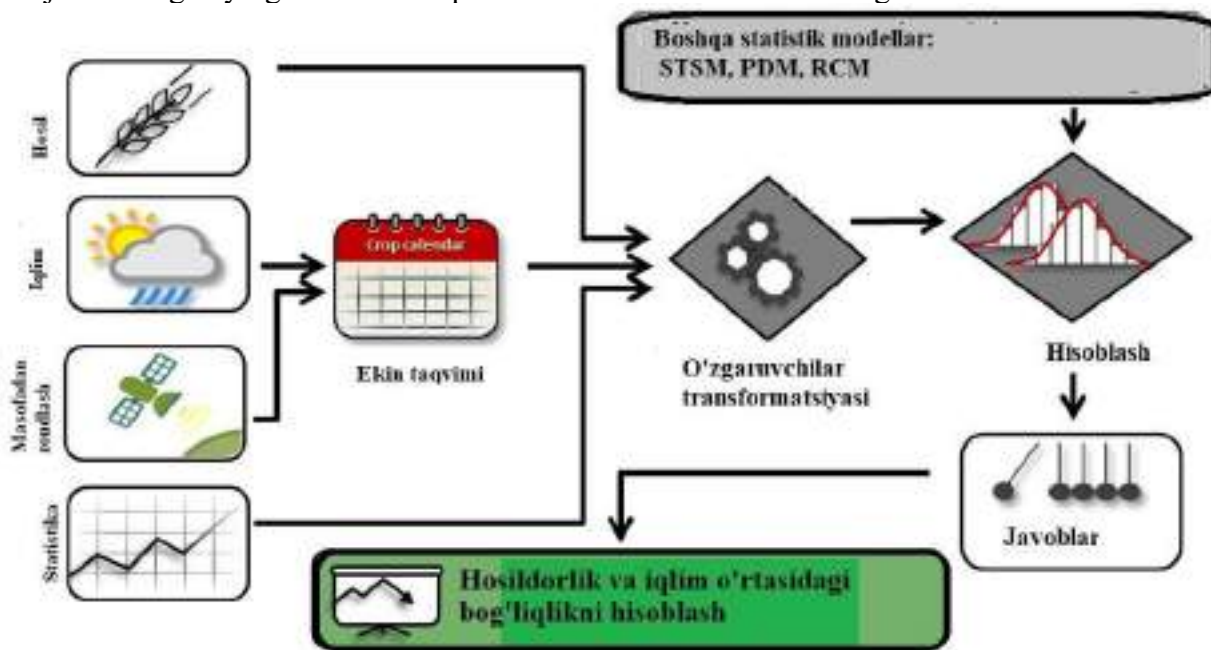 Boshqa statistik modellar:
STSM, PDM, RCM
Hosil
Iqlim
Crop calendar
Ekin taqvimi
O'zgaruvchilar
transformatsiyasi
Hisoblash
Masofadan
zondlash
Statistika
Javoblar
Hosildorlik va iqlim o'rtasidagi
bog'liqlikni hisoblash